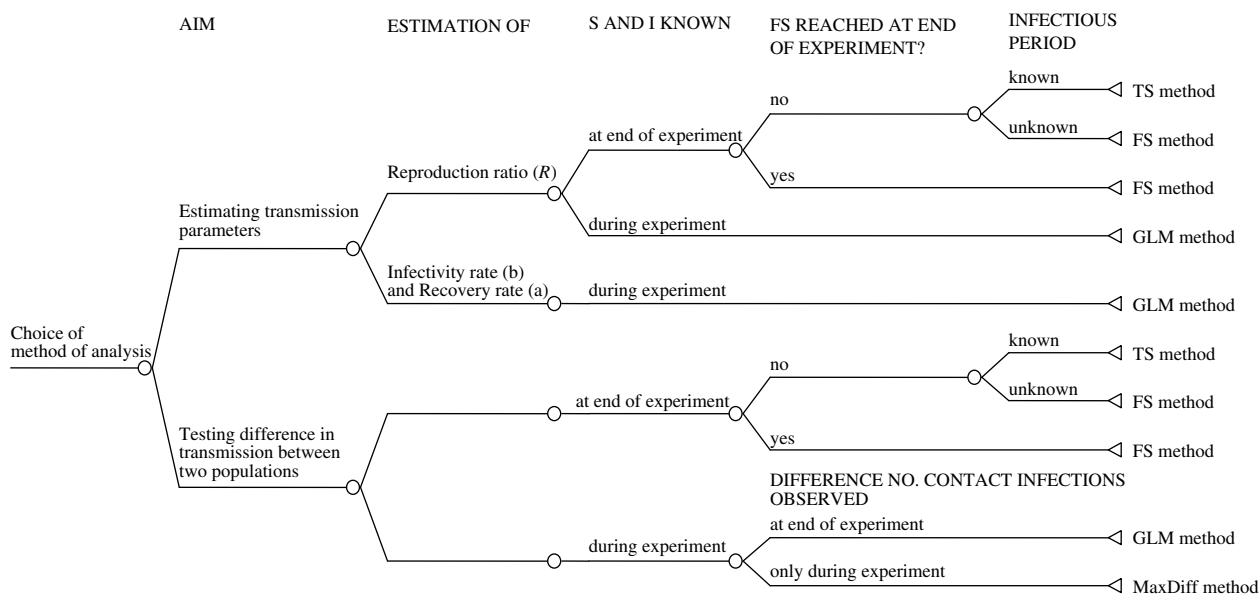 AIM
ESTIMATION OF
S AND I KNOWN
FS REACHED AT END
OF EXPERIMENT?
INFECTIOUS
PERIOD
known
TS method
no
unknown
FS method
at end of experiment
yes
FS method
Reproduction ratio (R)
during experiment
GLM method
Estimating transmission
parameters
Infectivity rate (b)
and Recovery rate (a)
during experiment
GLM method
Choice of
method of analysis
known
TS method
no
unknown
FS method
at end of experiment
yes
FS method
Testing difference in
transmission between
two populations
DIFFERENCE NO. CONTACT INFECTIONS
OBSERVED
at end of experiment
GLM method
during experiment
only during experiment
MaxDiff method